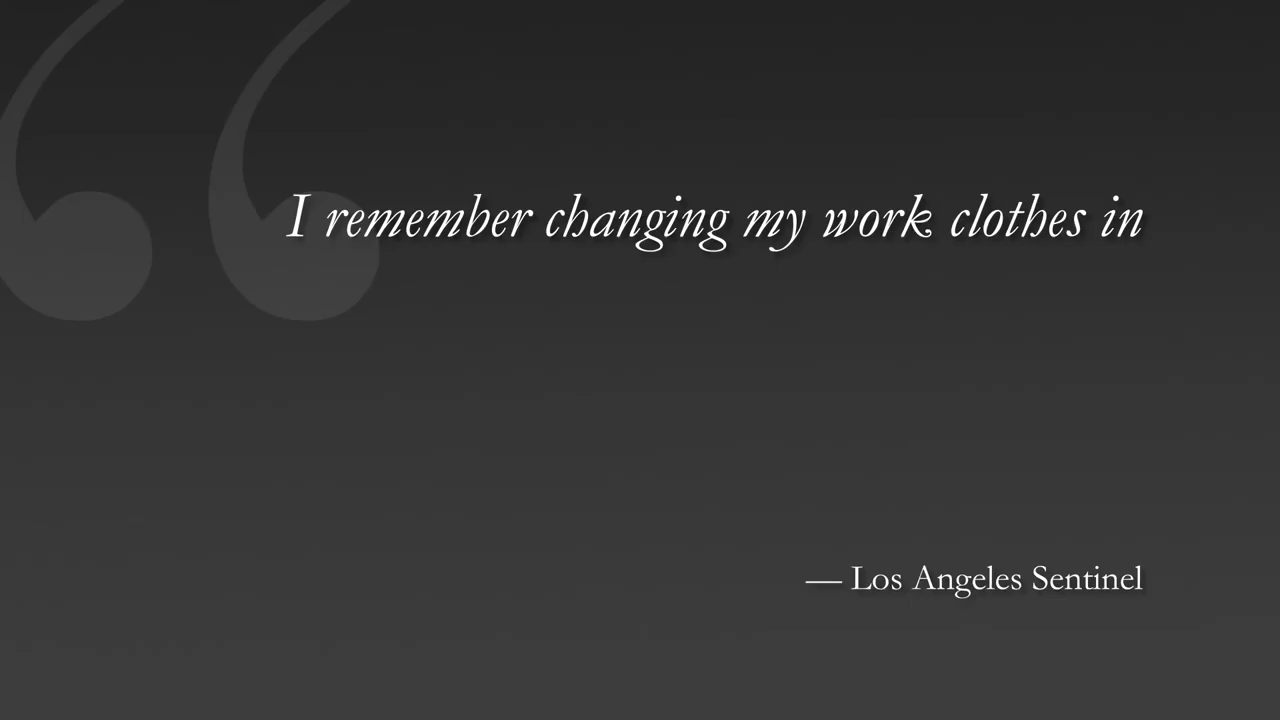 I remember changing my work clothes in
— Los Angeles Sentinel